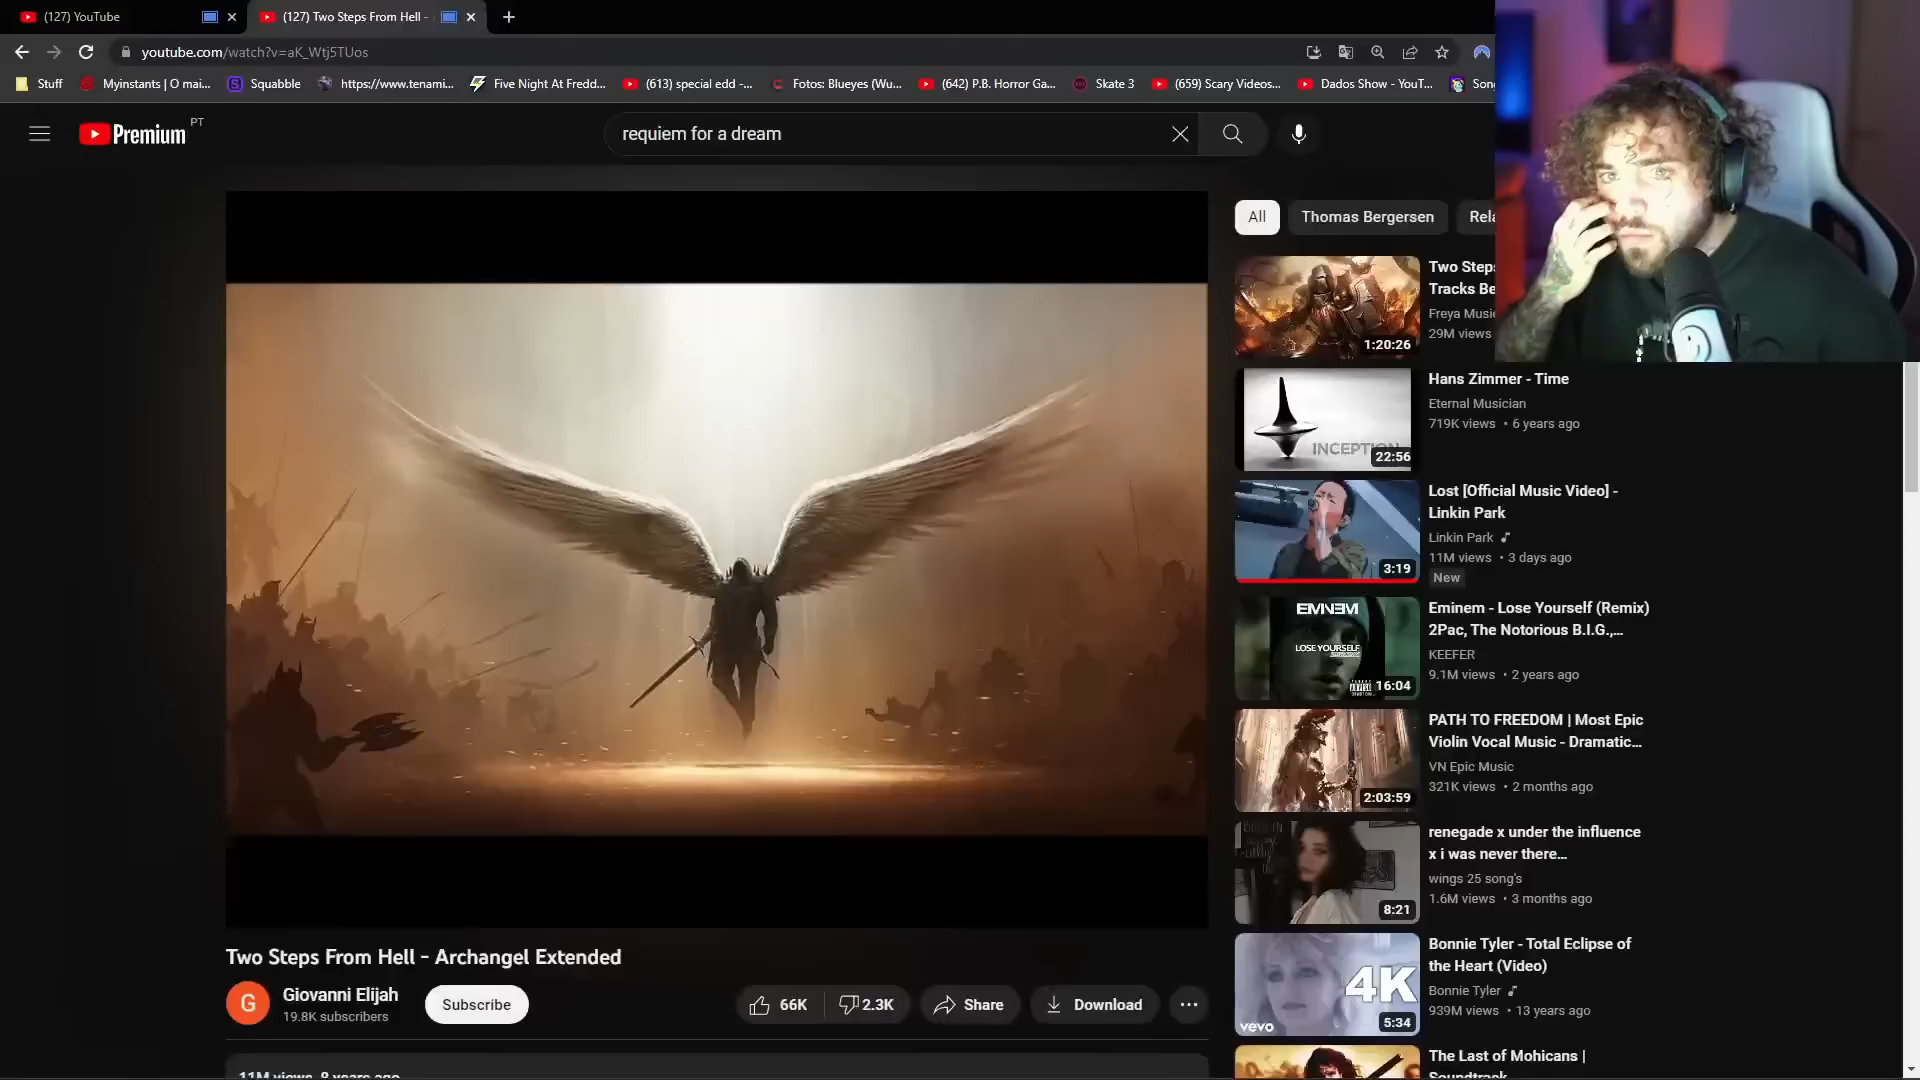 (127) YouTube
(127) Two Steps From Hell -
youtube.com/watch?v=aK_Wtj5TUos
Stuff
Myinstants | O mai...
Squabble
https://www.tenami...
Five Night At Fredd...
(613) special edd -...
Fotos: Blueyes (Wu...
(642) P.B. Horror Ga...
Skate 3
(659) Scary Videos...
Dados Show - YouT...
Song
Premium
PT
requiem for a dream
All
Thomas Bergersen
Rela
Two Steps
Tracks Be
Freya Music
29M views
1:20:26
Hans Zimmer - Time
Eternal Musician
719K views • 6 years ago
INCEPTION
22:56
Lost [Official Music Video] -
Linkin Park
Linkin Park
11M views • 3 days ago
New
3:19
EMINEM
LOSE YOURSELF
16:04
Eminem - Lose Yourself (Remix)
2Pac, The Notorious B.I.G.,...
KEEFER
9.1M views • 2 years ago
PATH TO FREEDOM | Most Epic
Violin Vocal Music - Dramatic...
VN Epic Music
321K views • 2 months ago
2:03:59
renegade x under the influence
x i was never there...
wings 25 song's
1.6M views • 3 months ago
8:21
Bonnie Tyler - Total Eclipse of
the Heart (Video)
Bonnie Tyler
939M views • 13 years ago
4K
vevo
5:34
The Last of Mohicans |
Soundtrack
Two Steps From Hell - Archangel Extended
G
Giovanni Elijah
19.8K subscribers
Subscribe
66K
2.3K
Share
Download
11M views 8 years ago